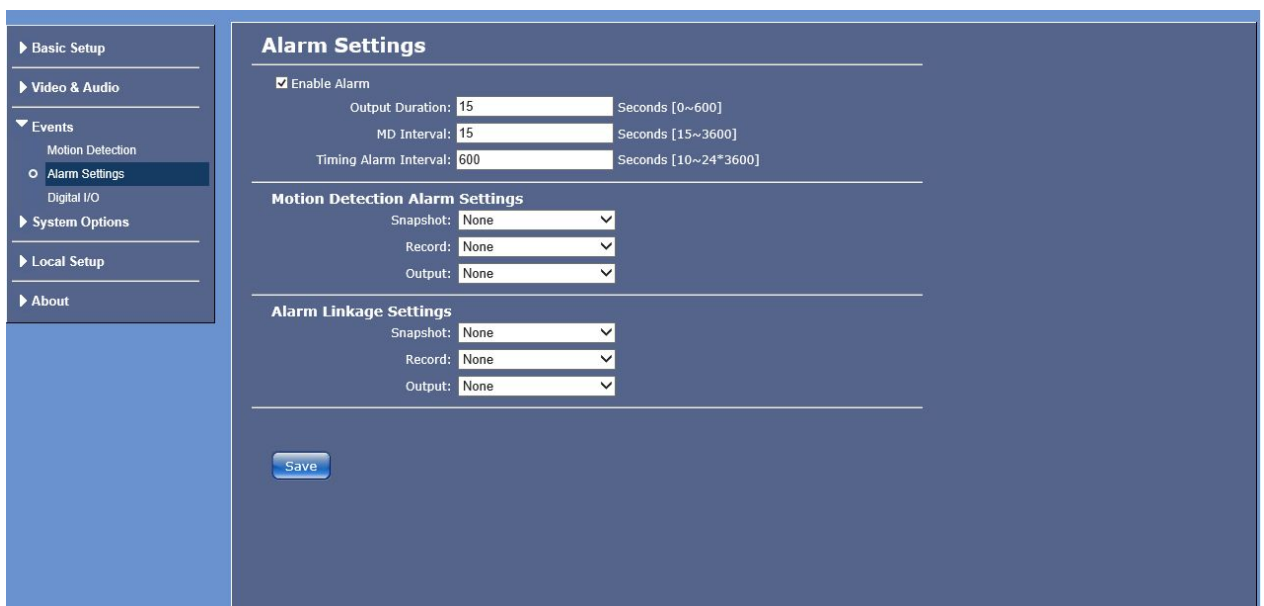 Basic Setup
Video & Audio
Events
Motion Detection
Alarm Settings
Digital I/O
System Options
Local Setup
About
Alarm Settings
Enable Alarm
Output Duration: 15 Seconds [0~600]
MD Interval: 15 Seconds [15~3600]
Timing Alarm Interval: 600 Seconds [10~24*3600]
Motion Detection Alarm Settings
Snapshot: None
Record: None
Output: None
Alarm Linkage Settings
Snapshot: None
Record: None
Output: None
Save